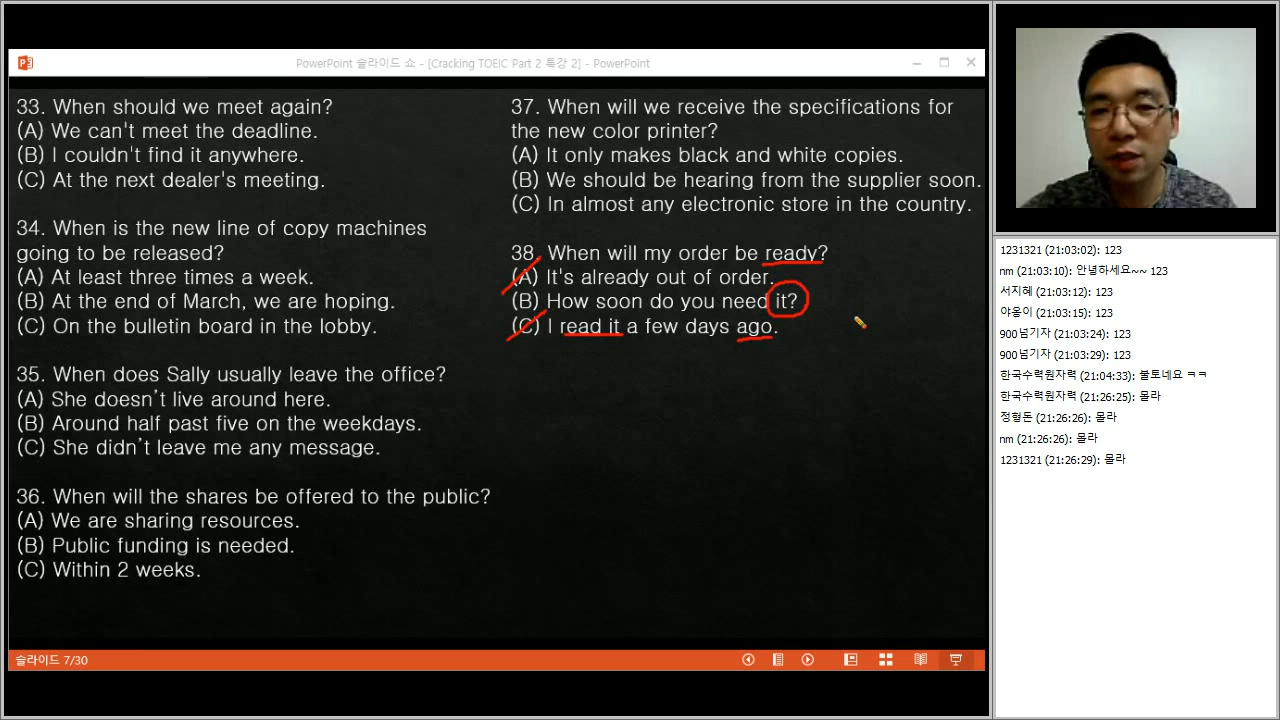 PowerPoint 슬라이드 쇼 - [Cracking TOEIC Part 2 특강 2] - PowerPoint
33. When should we meet again?
(A) We can't meet the deadline.
(B) I couldn't find it anywhere.
(C) At the next dealer's meeting.
34. When is the new line of copy machines
going to be released?
(A) At least three times a week.
(B) At the end of March, we are hoping.
(C) On the bulletin board in the lobby.
35. When does Sally usually leave the office?
(A) She doesn’t live around here.
(B) Around half past five on the weekdays.
(C) She didn’t leave me any message.
36. When will the shares be offered to the public?
(A) We are sharing resources.
(B) Public funding is needed.
(C) Within 2 weeks.
37. When will we receive the specifications for
the new color printer?
(A) It only makes black and white copies.
(B) We should be hearing from the supplier soon.
(C) In almost any electronic store in the country.
38. When will my order be ready?
(A) It's already out of order.
(B) How soon do you need it?
(C) I read it a few days ago.
슬라이드 7/30
1231321 (21:03:02): 123
nm (21:03:10): 안녕하세요~~ 123
서지혜 (21:03:12): 123
야옹이 (21:03:15): 123
900넘기자 (21:03:24): 123
900넘기자 (21:03:29): 123
한국수력원자력 (21:04:33): 불토네요 ㅋㅋ
한국수력원자력 (21:26:25): 몰라
정형돈 (21:26:26): 몰라
nm (21:26:26): 몰라
1231321 (21:26:29): 몰라